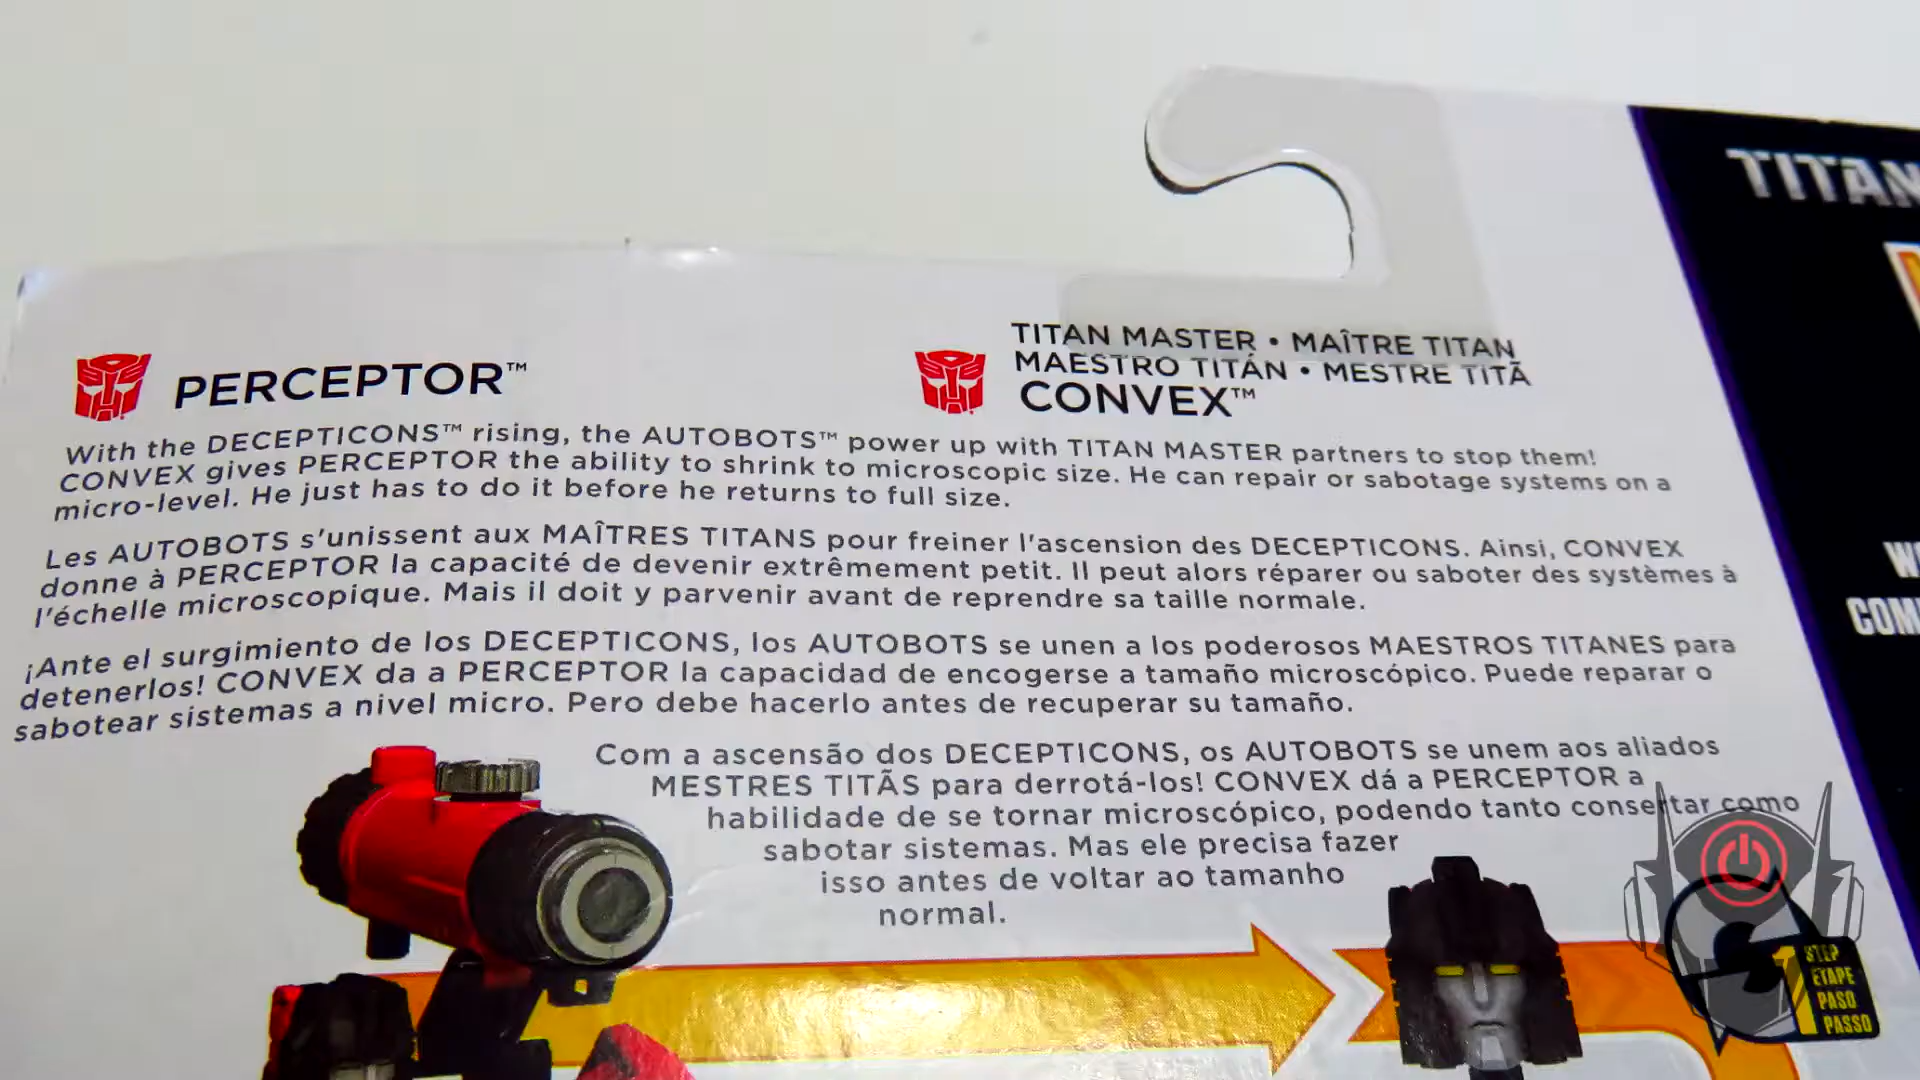 TITAN
PERCEPTOR™
TITAN MASTER • MAÎTRE TITAN
MAESTRO TITÁN • MESTRE TITÃ
CONVEX™
With the DECEPTICONS™ rising, the AUTOBOTS™ power up with TITAN MASTER partners to stop them!
CONVEX gives PERCEPTOR the ability to shrink to microscopic size. He can repair or sabotage systems on a
micro-level. He just has to do it before he returns to full size.
Les AUTOBOTS s'unissent aux MAÎTRES TITANS pour freiner l'ascension des DECEPTICONS. Ainsi, CONVEX
donne à PERCEPTOR la capacité de devenir extrêmement petit. Il peut alors réparer ou saboter des systèmes à
l'échelle microscopique. Mais il doit y parvenir avant de reprendre sa taille normale.
¡Ante el surgimiento de los DECEPTICONS, los AUTOBOTS se unen a los poderosos MAESTROS TITANES para
detenerlos! CONVEX da a PERCEPTOR la capacidad de encogerse a tamaño microscópico. Puede reparar o
sabotear sistemas a nivel micro. Pero debe hacerlo antes de recuperar su tamaño.
Com a ascensão dos DECEPTICONS, os AUTOBOTS se unem aos aliados
MESTRES TITÃS para derrotá-los! CONVEX dá a PERCEPTOR a
habilidade de se tornar microscópico, podendo tanto consertar como
sabotar sistemas. Mas ele precisa fazer
isso antes de voltar ao tamanho
normal.
1 STEP
ETAPE
PASO
PASSO